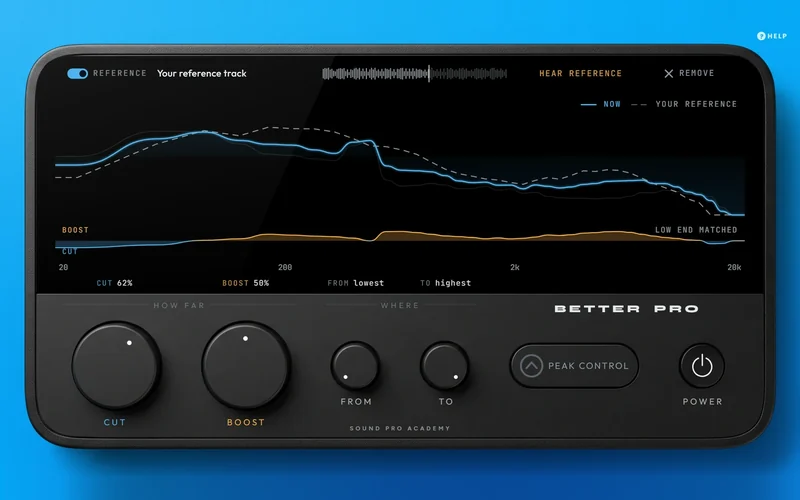 ? HELP
REFERENCE Your reference track HEAR REFERENCE REMOVE
NOW YOUR REFERENCE
BOOST LOW END MATCHED
CUT
20 200 2k 20k
CUT 62% BOOST 50% FROM lowest TO highest
HOW FAR WHERE
BETTER PRO
PEAK CONTROL
FROM TO POWER
CUT BOOST
SOUND PRO ACADEMY